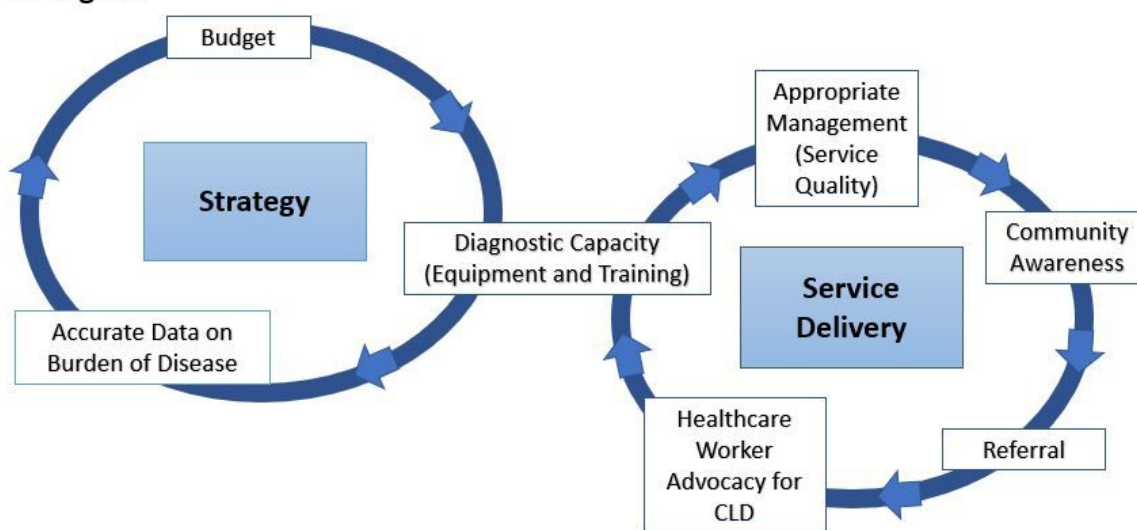 Budget
Strategy
Accurate Data on
Burden of Disease
Diagnostic Capacity
(Equipment and Training)
Appropriate
Management
(Service
Quality)
Community
Awareness
Service
Delivery
Referral
Healthcare
Worker
Advocacy for
CLD